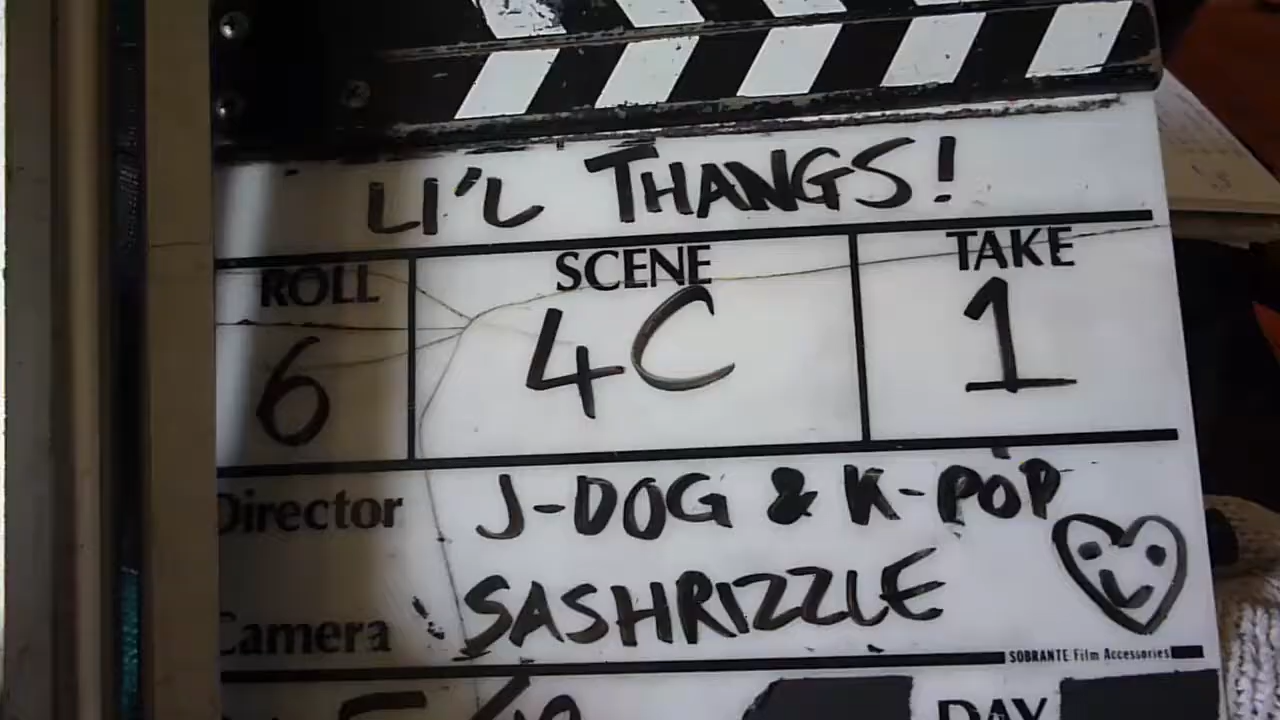 LI'L THANGS!
ROLL SCENE TAKE
6 4C 1
Director J-DOG & K-POP
Camera SASHRIZZLE
SOBRANTE Film Accessories
DAY